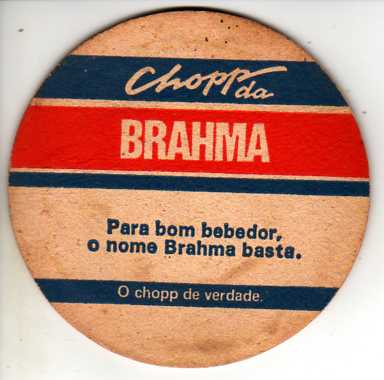 Chopp da
BRAHMA
Para bom bebedor,
o nome Brahma basta.
O chopp de verdade.